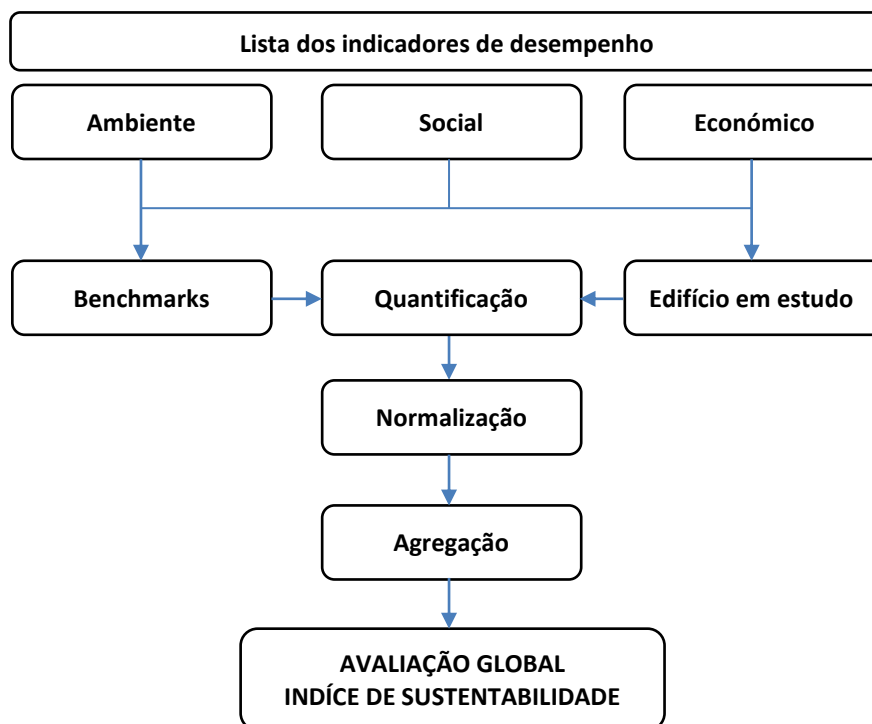 Lista dos indicadores de desempenho
Ambiente
Social
Económico
Benchmarks
Quantificação
Edifício em estudo
Normalização
Agregação
AVALIAÇÃO GLOBAL
INDÍCE DE SUSTENTABILIDADE